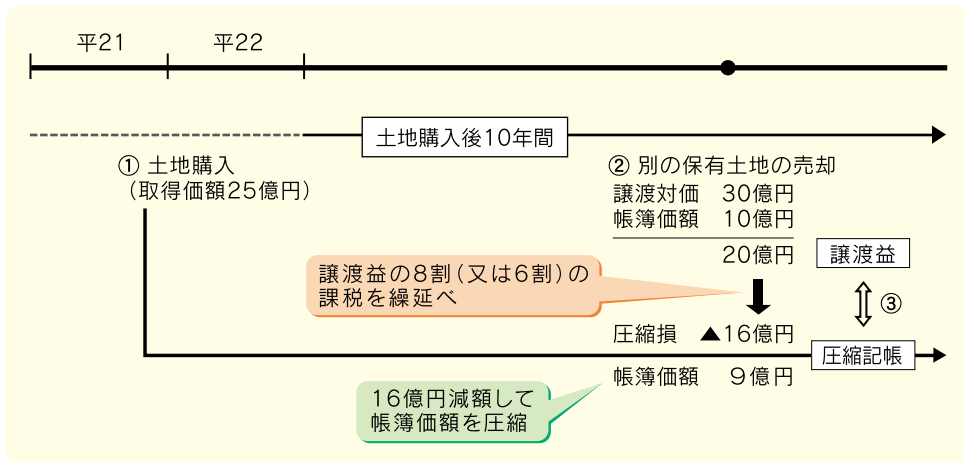 平21
平22
土地購入後10年間
① 土地購入
（取得価額25億円）
② 別の保有土地の売却
譲渡対価 30億円
帳簿価額 10億円
20億円
譲渡益
譲渡益の8割（又は6割）の
課税を繰延べ
③
圧縮損 ▲16億円
圧縮記帳
帳簿価額 9億円
16億円減額して
帳簿価額を圧縮